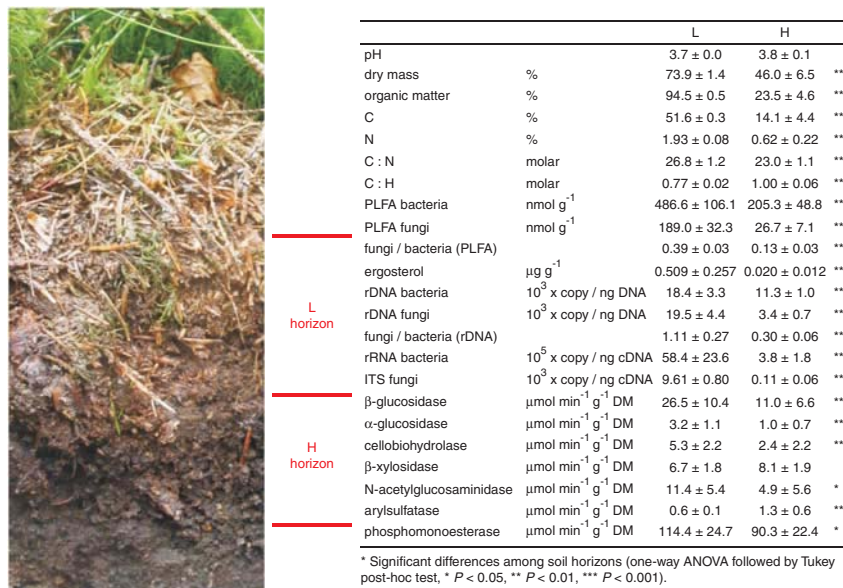 L H
pH 3.7 ± 0.0 3.8 ± 0.1
dry mass % 73.9 ± 1.4 46.0 ± 6.5 **
organic matter % 94.5 ± 0.5 23.5 ± 4.6 **
C % 51.6 ± 0.3 14.1 ± 4.4 **
N % 1.93 ± 0.08 0.62 ± 0.22 **
C : N molar 26.8 ± 1.2 23.0 ± 1.1 **
C : H molar 0.77 ± 0.02 1.00 ± 0.06 **
PLFA bacteria nmol g⁻¹ 486.6 ± 106.1 205.3 ± 48.8 **
PLFA fungi nmol g⁻¹ 189.0 ± 32.3 26.7 ± 7.1 **
fungi / bacteria (PLFA) 0.39 ± 0.03 0.13 ± 0.03 **
ergosterol μg g⁻¹ 0.509 ± 0.257 0.020 ± 0.012 **
rDNA bacteria 10³ x copy / ng DNA 18.4 ± 3.3 11.3 ± 1.0 **
rDNA fungi 10³ x copy / ng DNA 19.5 ± 4.4 3.4 ± 0.7 **
fungi / bacteria (rDNA) 1.11 ± 0.27 0.30 ± 0.06 **
rRNA bacteria 10⁵ x copy / ng cDNA 58.4 ± 23.6 3.8 ± 1.8 **
ITS fungi 10³ x copy / ng cDNA 9.61 ± 0.80 0.11 ± 0.06 **
β-glucosidase μmol min⁻¹ g⁻¹ DM 26.5 ± 10.4 11.0 ± 6.6 **
α-glucosidase μmol min⁻¹ g⁻¹ DM 3.2 ± 1.1 1.0 ± 0.7 **
cellobiohydrolase μmol min⁻¹ g⁻¹ DM 5.3 ± 2.2 2.4 ± 2.2 **
β-xylosidase μmol min⁻¹ g⁻¹ DM 6.7 ± 1.8 8.1 ± 1.9
N-acetylglucosaminidase μmol min⁻¹ g⁻¹ DM 11.4 ± 5.4 4.9 ± 5.6 *
arylsulfatase μmol min⁻¹ g⁻¹ DM 0.6 ± 0.1 1.3 ± 0.6 **
phosphomonoesterase μmol min⁻¹ g⁻¹ DM 114.4 ± 24.7 90.3 ± 22.4 *
* Significant differences among soil horizons (one-way ANOVA followed by Tukey
post-hoc test, * P < 0.05, ** P < 0.01, *** P < 0.001).
L
horizon
H
horizon